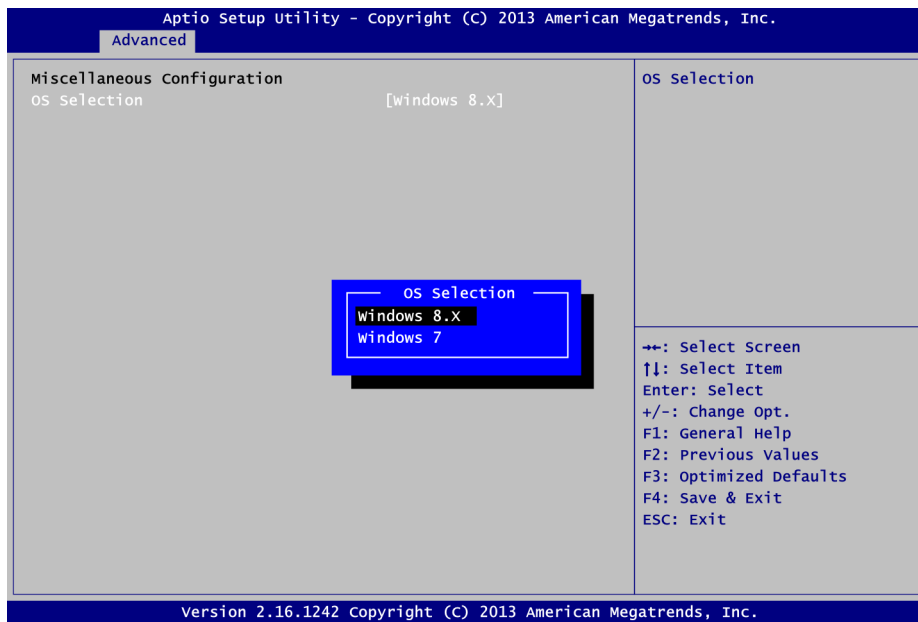 Aptio Setup Utility - Copyright (C) 2013 American Megatrends, Inc.
Advanced
Miscellaneous Configuration
OS Selection [Windows 8.X]
OS Selection
OS Selection
Windows 8.X
Windows 7
→←: Select Screen
↑↓: Select Item
Enter: Select
+/-: Change Opt.
F1: General Help
F2: Previous Values
F3: Optimized Defaults
F4: Save & Exit
ESC: Exit
Version 2.16.1242 Copyright (C) 2013 American Megatrends, Inc.